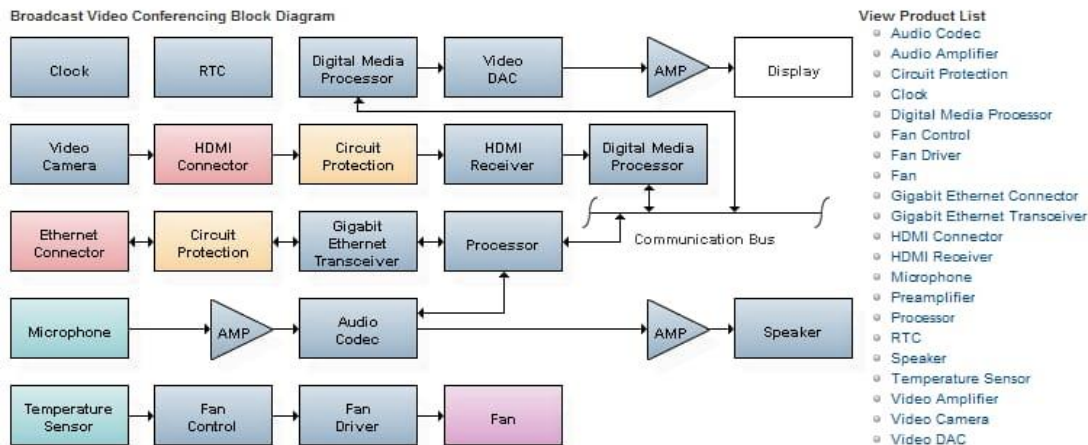 Broadcast Video Conferencing Block Diagram
Clock
RTC
Digital Media
Processor
Video
DAC
AMP
Display
Video
Camera
HDMI
Connector
Circuit
Protection
HDMI
Receiver
Digital Media
Processor
Ethernet
Connector
Circuit
Protection
Gigabit
Ethernet
Transceiver
Processor
Communication Bus
Microphone
AMP
Audio
Codec
AMP
Speaker
Temperature
Sensor
Fan
Control
Fan
Driver
Fan
View Product List
Audio Codec
Audio Amplifier
Circuit Protection
Clock
Digital Media Processor
Fan Control
Fan Driver
Fan
Gigabit Ethernet Connector
Gigabit Ethernet Transceiver
HDMI Connector
HDMI Receiver
Microphone
Preamplifier
Processor
RTC
Speaker
Temperature Sensor
Video Amplifier
Video Camera
Video DAC